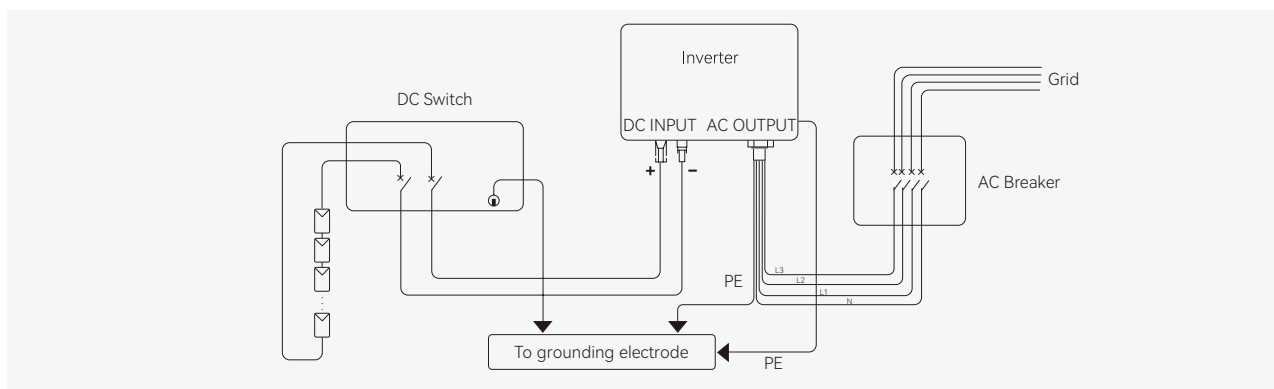 Inverter
Grid
DC Switch
DC INPUT AC OUTPUT
+ −
AC Breaker
L3
PE
L2
L1
N
To grounding electrode
PE